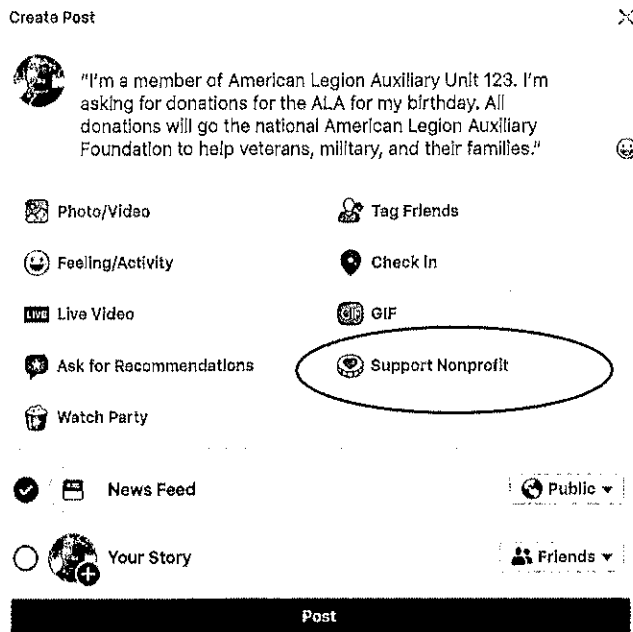 Create Post
"I'm a member of American Legion Auxiliary Unit 123. I'm
asking for donations for the ALA for my birthday. All
donations will go the national American Legion Auxiliary
Foundation to help veterans, military, and their families."
Photo/Video
Tag Friends
Feeling/Activity
Check in
LIVE Live Video
GIF GIF
Ask for Recommendations
Support Nonprofit
Watch Party
News Feed
Public
Your Story
Friends
Post